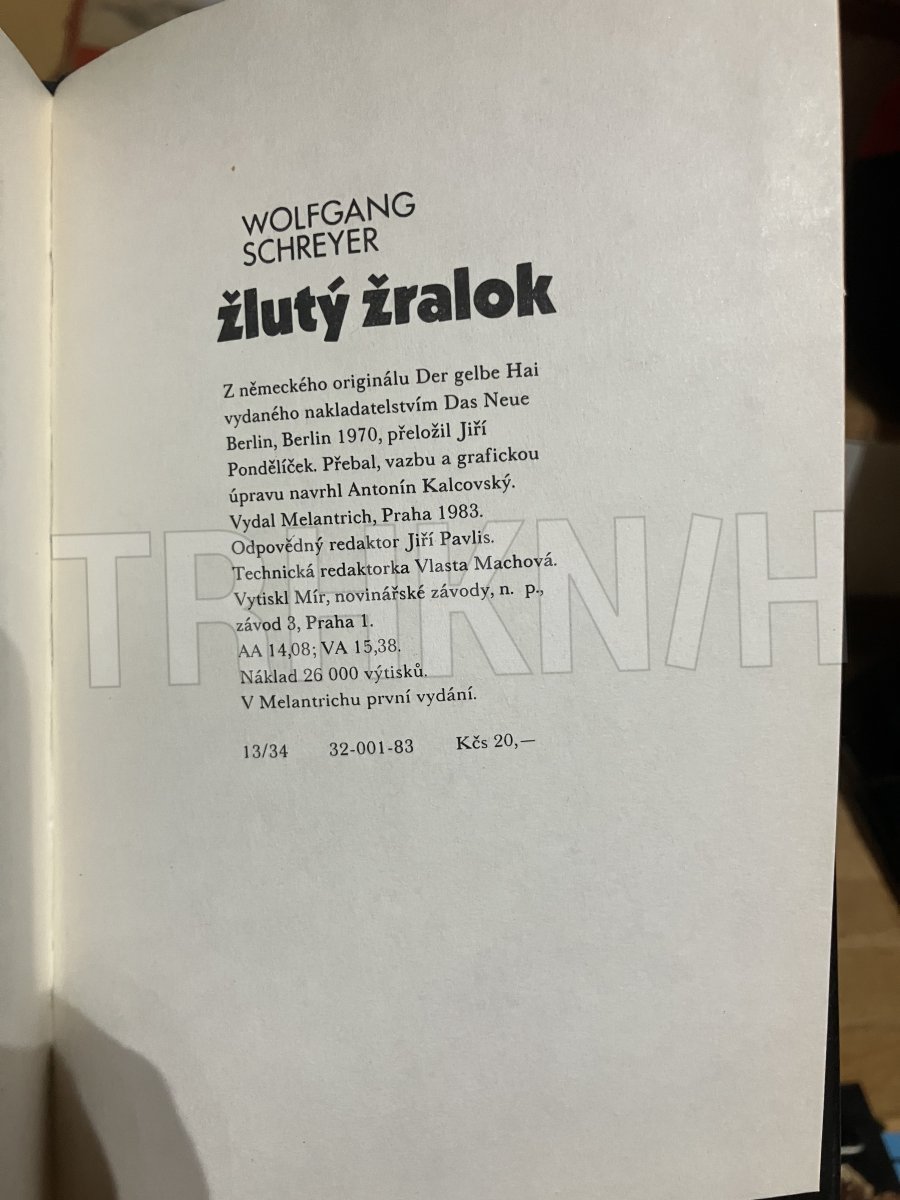 WOLFGANG
SCHREYER
žlutý žralok
Z německého originálu Der gelbe Hai
vydaného nakladatelstvím Das Neue
Berlin, Berlin 1970, přeložil Jiří
Pondělíček. Přebal, vazbu a grafickou
úpravu navrhl Antonín Kalcovský.
Vydal Melantrich, Praha 1983.
Odpovědný redaktor Jiří Pavlis.
Technická redaktorka Vlasta Machová.
Vytiskl Mír, novinářské závody, n. p.,
závod 3, Praha 1.
AA 14,08; VA 15,38.
Náklad 26 000 výtisků.
V Melantrichu první vydání.
13/34 32-001-83 Kčs 20,—